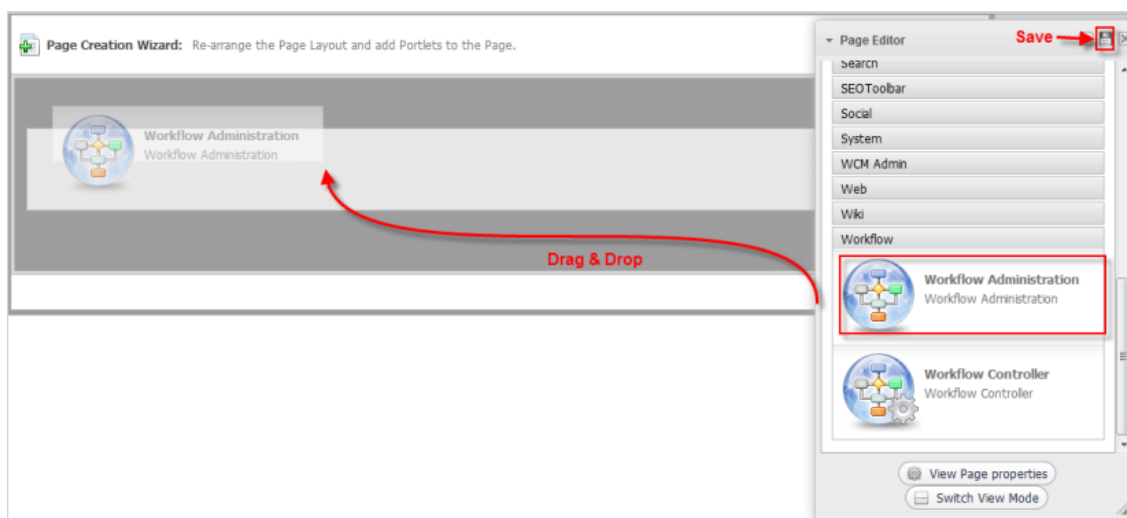 Page Creation Wizard: Re-arrange the Page Layout and add Portlets to the Page.
Workflow Administration
Workflow Administration
Drag & Drop
Page Editor
Save
Search
SEOToolbar
Social
System
WCM Admin
Web
Wiki
Workflow
Workflow Administration
Workflow Administration
Workflow Controller
Workflow Controller
View Page properties
Switch View Mode